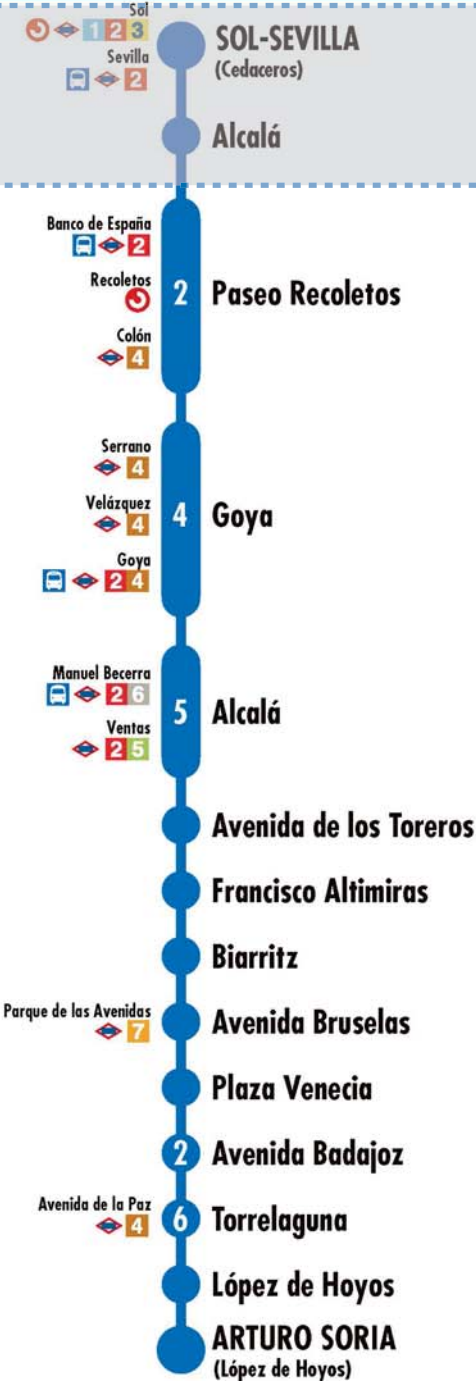 Sol
1 2 3
SOL-SEVILLA
(Cedaceros)
Sevilla
2
Alcalá
Banco de España
2
Recoletos
2 Paseo Recoletos
Colón
4
Serrano
4
Velázquez
4
4 Goya
Goya
2 4
Manuel Becerra
2 6
5 Alcalá
Ventas
2 5
Avenida de los Toreros
Francisco Altimiras
Biarritz
Parque de las Avenidas
7
Avenida Bruselas
Plaza Venecia
2 Avenida Badajoz
Avenida de la Paz
4
6 Torrelaguna
López de Hoyos
ARTURO SORIA
(López de Hoyos)